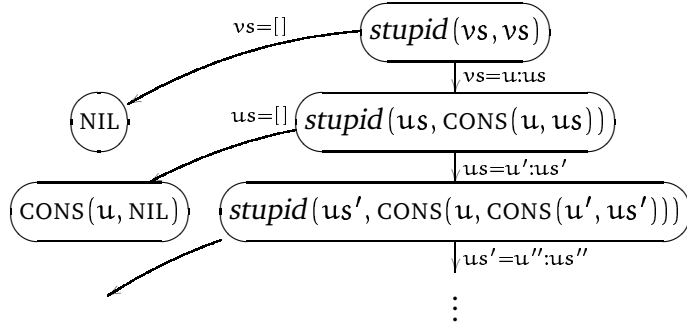 vs=[]
stupid(vs, vs)
vs=u:us
NIL
us=[]
stupid(us, CONS(u, us))
us=u′:us′
CONS(u, NIL)
stupid(us′, CONS(u, CONS(u′, us′)))
us′=u′′:us′′
⋮